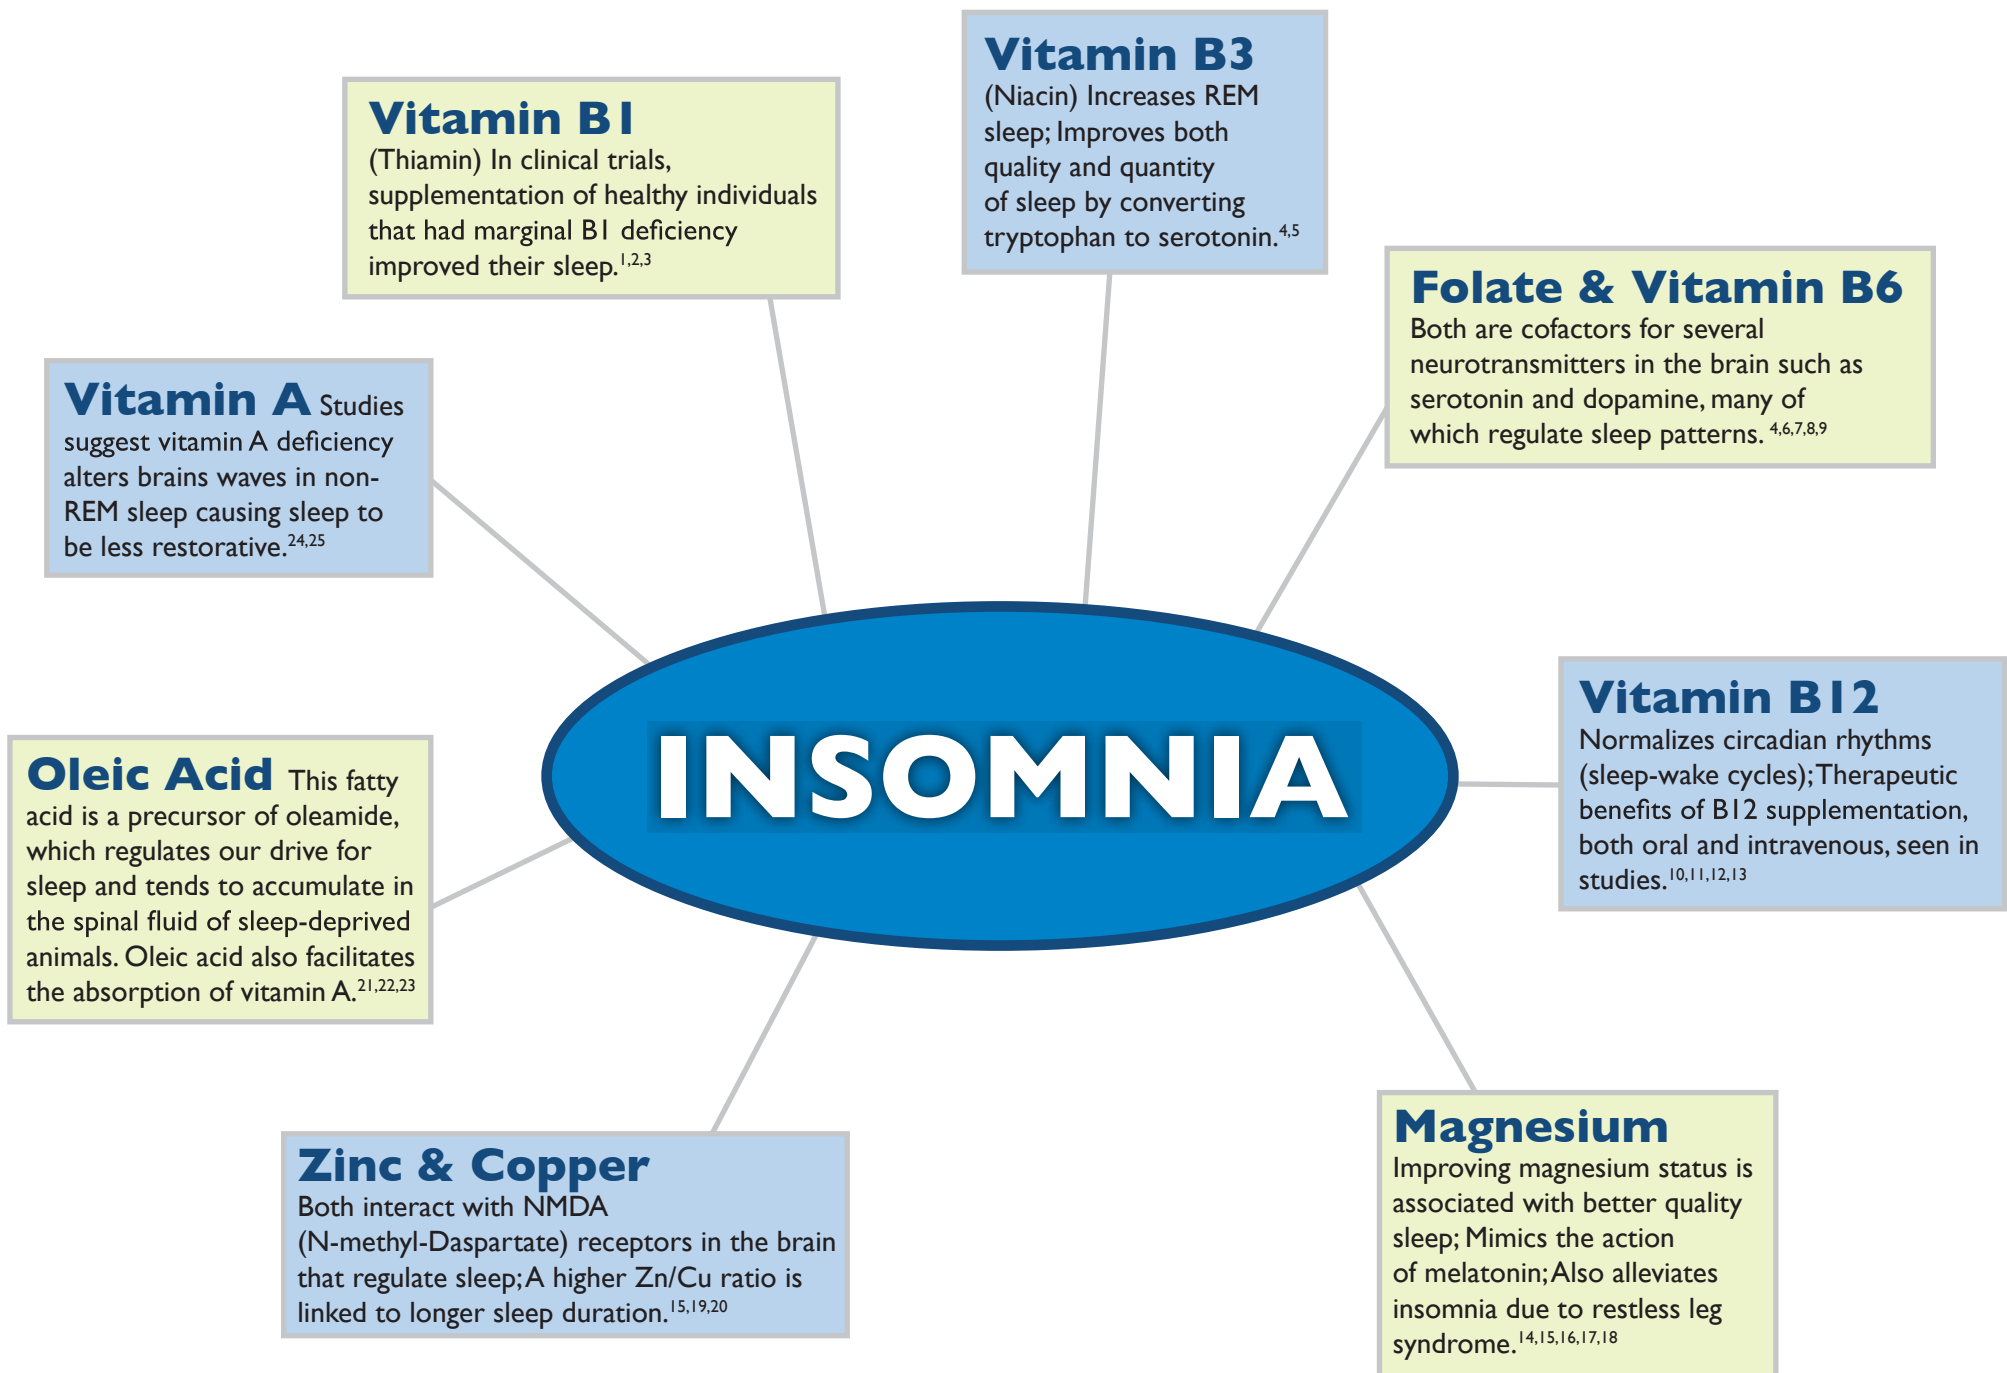 Vitamin B3
(Niacin) Increases REM
sleep; Improves both
quality and quantity
of sleep by converting
tryptophan to serotonin.4,5
Vitamin B1
(Thiamin) In clinical trials,
supplementation of healthy individuals
that had marginal B1 deficiency
improved their sleep.1,2,3
Folate & Vitamin B6
Both are cofactors for several
neurotransmitters in the brain such as
serotonin and dopamine, many of
which regulate sleep patterns. 4,6,7,8,9
Vitamin A Studies
suggest vitamin A deficiency
alters brains waves in non-
REM sleep causing sleep to
be less restorative.24,25
INSOMNIA
Vitamin B12
Normalizes circadian rhythms
(sleep-wake cycles); Therapeutic
benefits of B12 supplementation,
both oral and intravenous, seen in
studies.10,11,12,13
Oleic Acid This fatty
acid is a precursor of oleamide,
which regulates our drive for
sleep and tends to accumulate in
the spinal fluid of sleep-deprived
animals. Oleic acid also facilitates
the absorption of vitamin A.21,22,23
Zinc & Copper
Both interact with NMDA
(N-methyl-Daspartate) receptors in the brain
that regulate sleep; A higher Zn/Cu ratio is
linked to longer sleep duration.15,19,20
Magnesium
Improving magnesium status is
associated with better quality
sleep; Mimics the action
of melatonin; Also alleviates
insomnia due to restless leg
syndrome.14,15,16,17,18